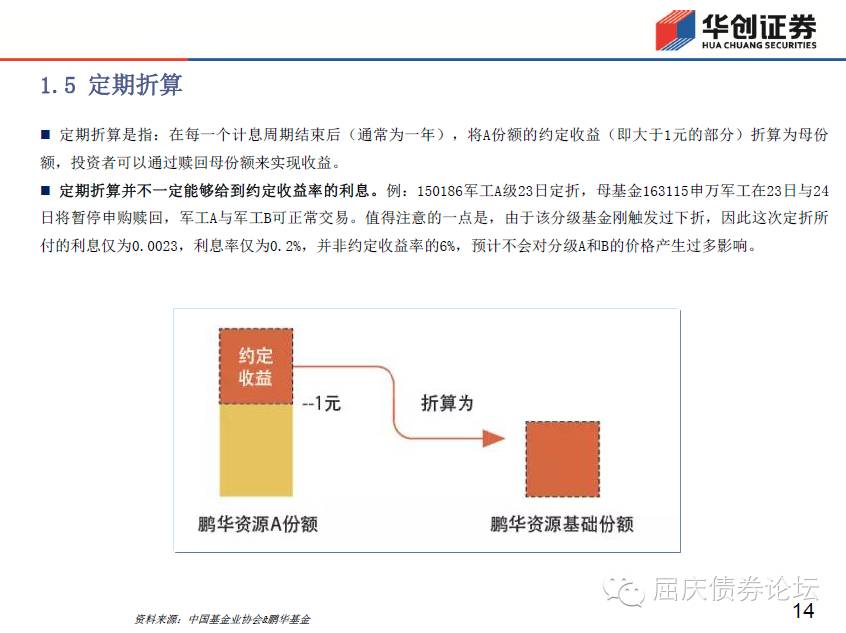 华创证券
HUA CHUANG SECURITIES
1.5 定期折算
■ 定期折算是指：在每一个计息周期结束后（通常为一年），将A份额的约定收益（即大于1元的部分）折算为母份
额，投资者可以通过赎回母份额来实现收益。
■ 定期折算并不一定能够给到约定收益率的利息。例：150186军工A级23日定折，母基金163115申万军工在23日与24
日将暂停申购赎回，军工A与军工B可正常交易。值得注意的一点是，由于该分级基金刚触发过下折，因此这次定折所
付的利息仅为0.0023，利息率仅为0.2%，并非约定收益率的6%，预计不会对分级A和B的价格产生过多影响。
约定
收益
--1元
折算为
鹏华资源A份额
鹏华资源基础份额
屈庆债券论坛
14
资料来源：中国基金业协会&鹏华基金